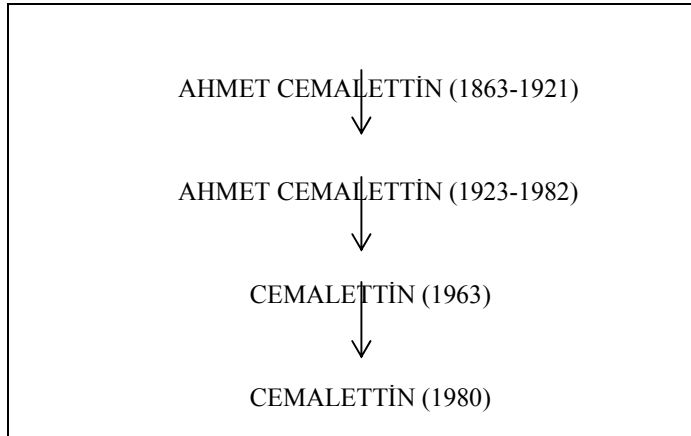 AHMET CEMALETTİN (1863-1921)
AHMET CEMALETTİN (1923-1982)
CEMALETTİN (1963)
CEMALETTİN (1980)